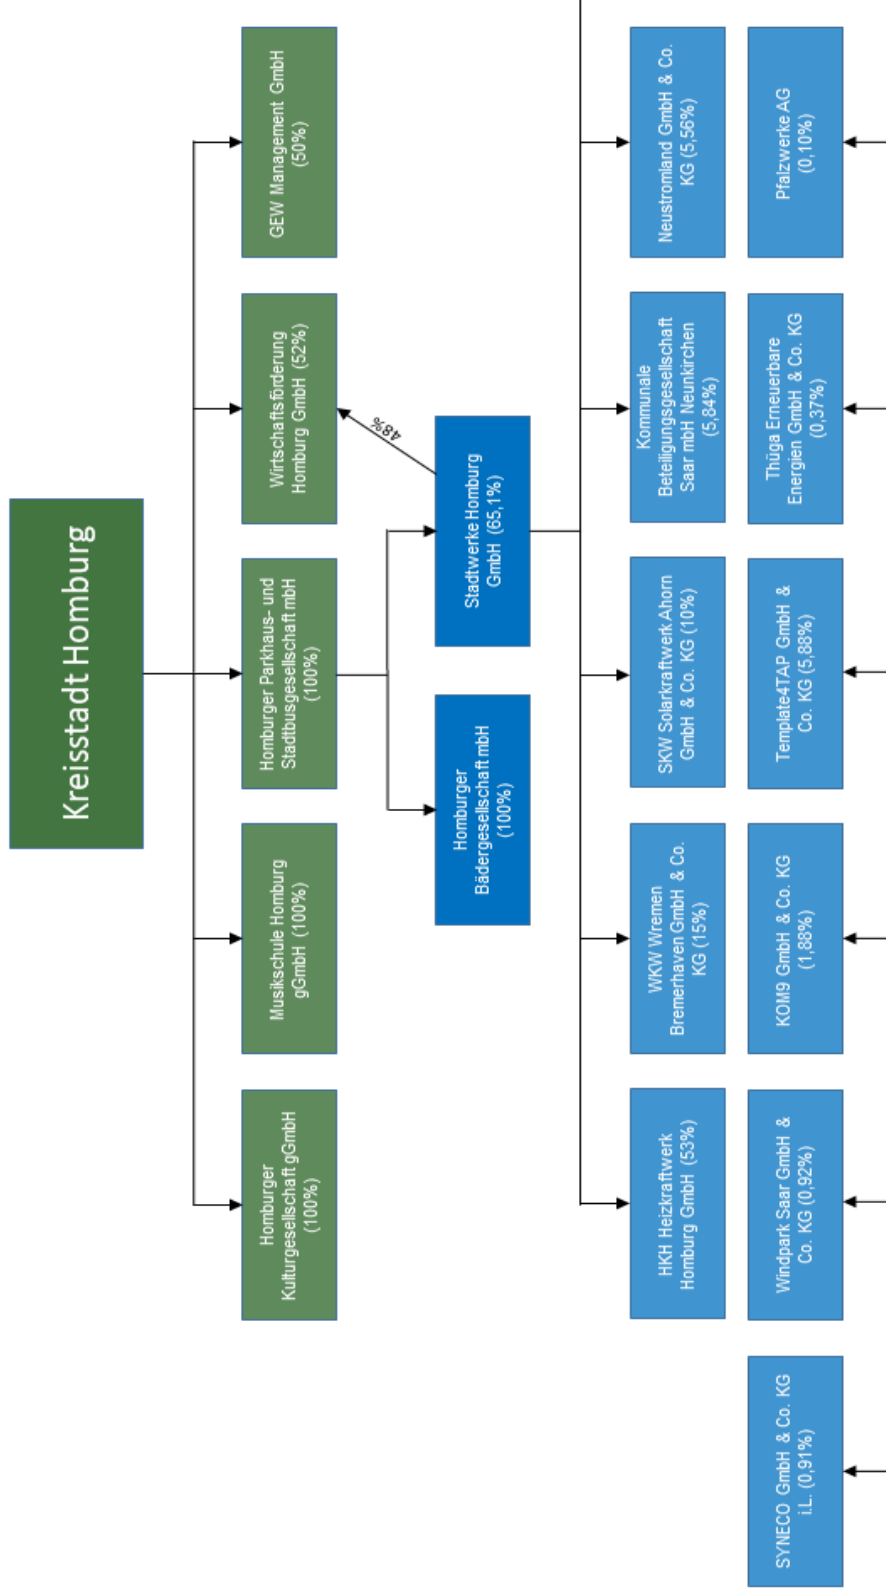 Kreisstadt Homburg
Homburger
Kulturgesellschaft gGmbH
(100%)
Musikschule Homburg
gGmbH (100%)
Homburger Parkhaus- und
Stadtbusgesellschaft mbH
(100%)
Wirtschaftsförderung
Homburg GmbH (52%)
GEW Management GmbH
(50%)
48%
Homburger
Bädergesellschaft mbH
(100%)
Stadtwerke Homburg
GmbH (65,1%)
HKH Heizkraftwerk
Homburg GmbH (53%)
WKW Wremen
Bremerhaven GmbH & Co.
KG (15%)
SKW Solarkraftwerk Ahorn
GmbH & Co. KG (10%)
Kommunale
Beteiligungsgesellschaft
Saar mbH Neunkirchen
(5,84%)
Neustromland GmbH & Co.
KG (5,56%)
SYNECO GmbH & Co. KG
i.L. (0,91%)
Windpark Saar GmbH &
Co. KG (0,92%)
KOM9 GmbH & Co. KG
(1,88%)
Template4TAP GmbH &
Co. KG (5,88%)
Thüga Erneuerbare
Energien GmbH & Co. KG
(0,37%)
Pfalzwerke AG
(0,10%)